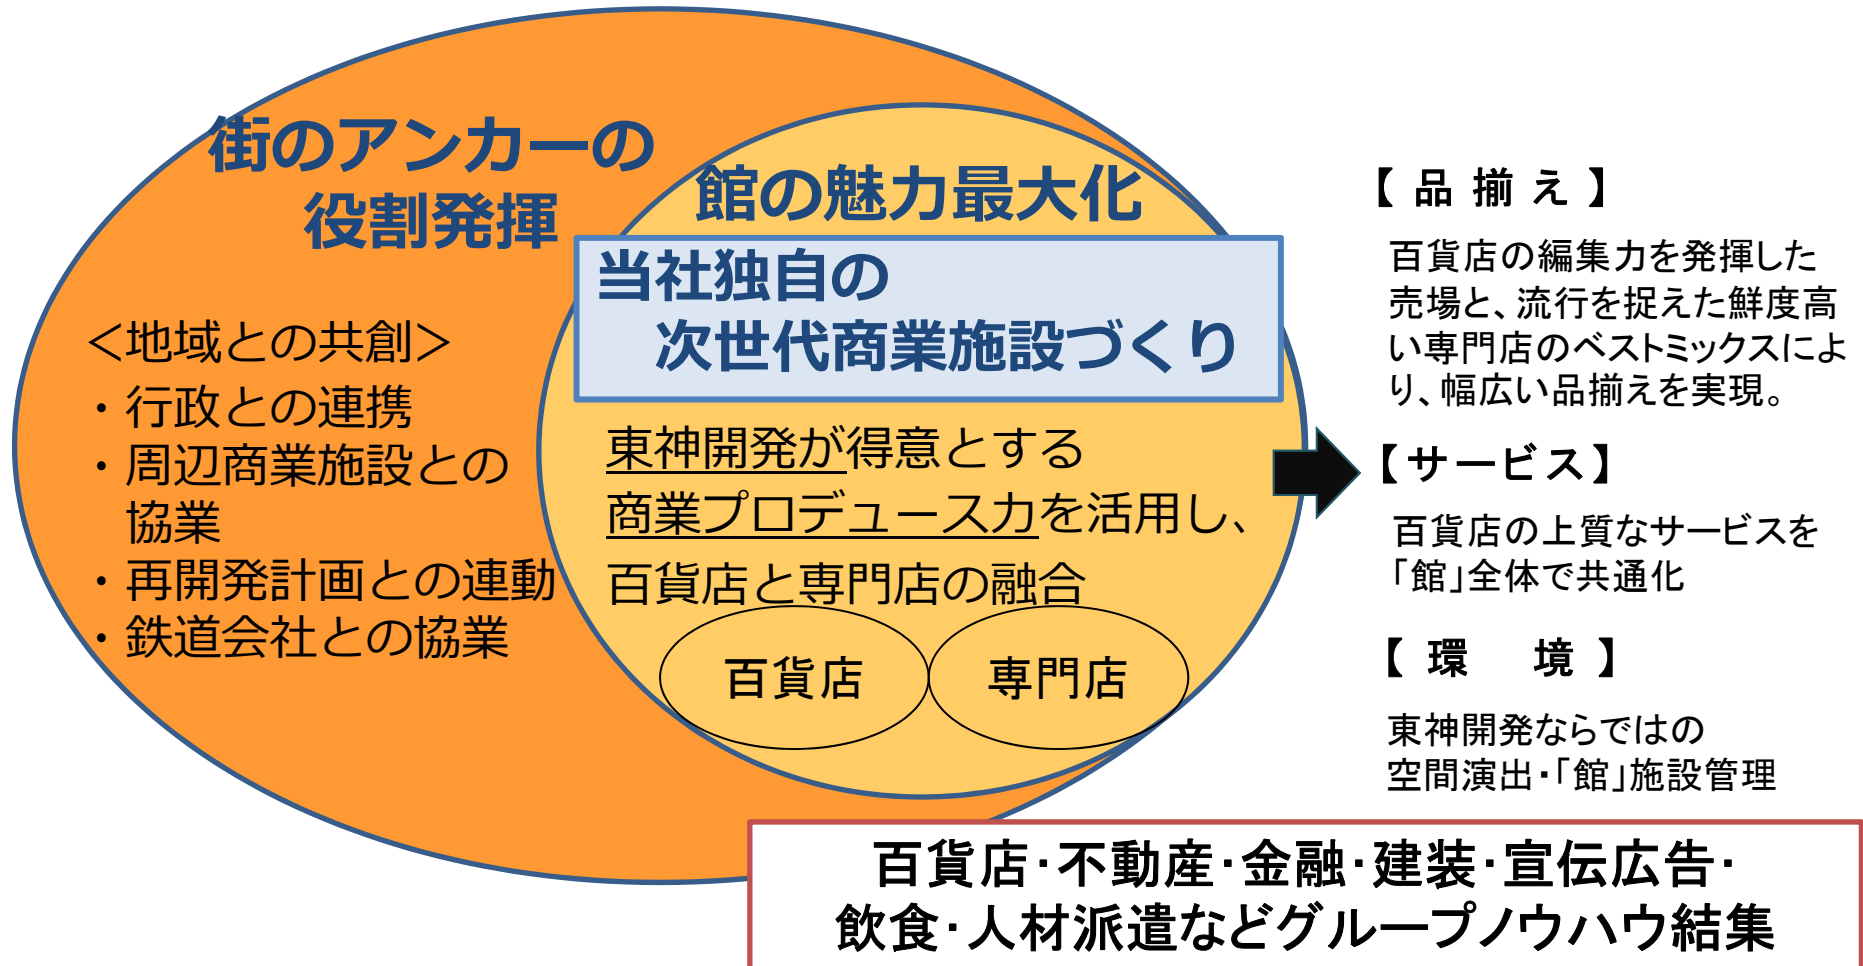 街のアンカーの
役割発揮
＜地域との共創＞
・行政との連携
・周辺商業施設との
協業
・再開発計画との連動
・鉄道会社との協業
館の魅力最大化
当社独自の
次世代商業施設づくり
東神開発が得意とする
商業プロデュース力を活用し、
百貨店と専門店の融合
百貨店
専門店
【 品 揃 え 】
百貨店の編集力を発揮した
売場と、流行を捉えた鮮度高
い専門店のベストミックスによ
り、幅広い品揃えを実現。
【サービス】
百貨店の上質なサービスを
「館」全体で共通化
【 環　境 】
東神開発ならではの
空間演出・「館」施設管理
百貨店・不動産・金融・建装・宣伝広告・
飲食・人材派遣などグループノウハウ結集